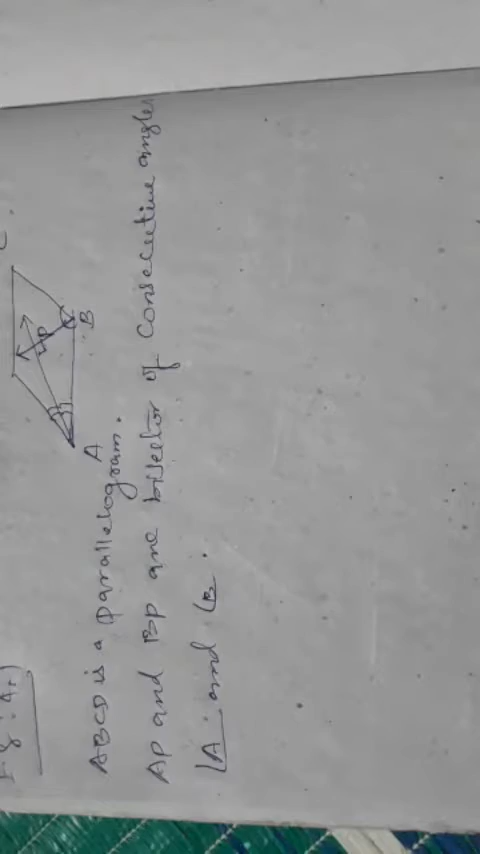 C
P
B
A
ABCD is a parallelogram.
AP and BP are bisector of consecutive angles
∠A and ∠B.